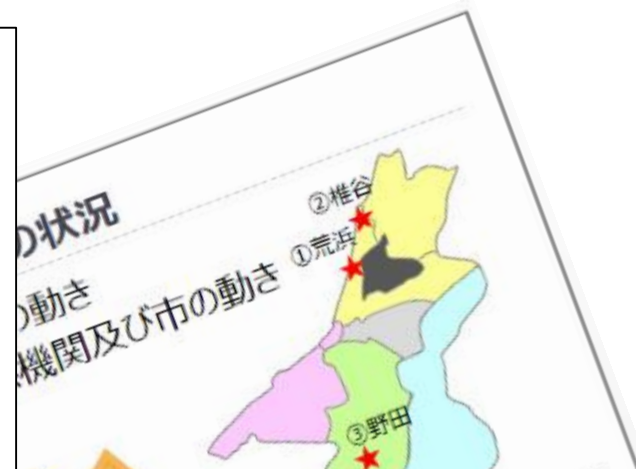 の状況
の動き
機関及び市の動き
②椎谷
①荒浜
③野田